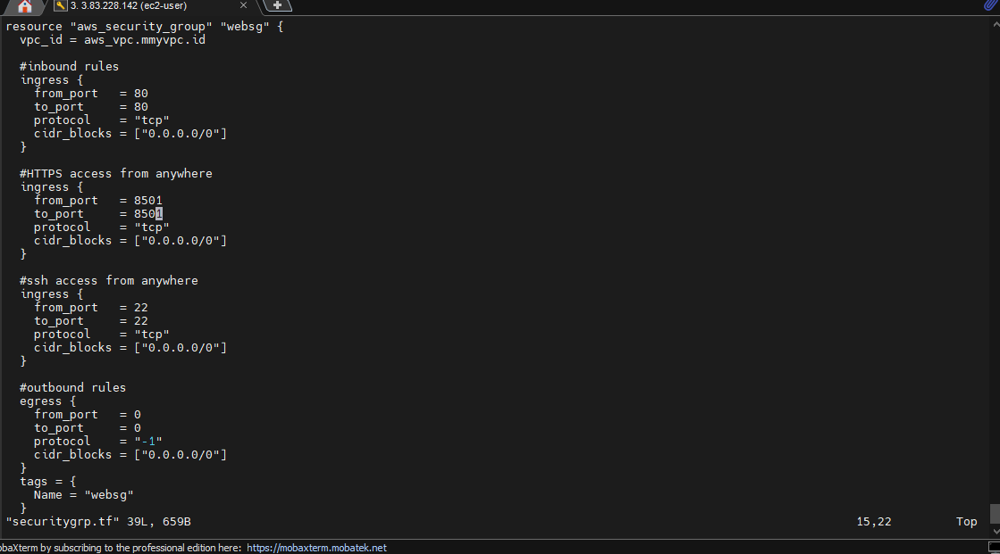 3. 3.83.228.142 (ec2-user)
resource "aws_security_group" "websg" {
  vpc_id = aws_vpc.mmyvpc.id

  #inbound rules
  ingress {
    from_port   = 80
    to_port     = 80
    protocol    = "tcp"
    cidr_blocks = ["0.0.0.0/0"]
  }

  #HTTPS access from anywhere
  ingress {
    from_port   = 8501
    to_port     = 8501
    protocol    = "tcp"
    cidr_blocks = ["0.0.0.0/0"]
  }

  #ssh access from anywhere
  ingress {
    from_port   = 22
    to_port     = 22
    protocol    = "tcp"
    cidr_blocks = ["0.0.0.0/0"]
  }

  #outbound rules
  egress {
    from_port   = 0
    to_port     = 0
    protocol    = "-1"
    cidr_blocks = ["0.0.0.0/0"]
  }
  tags = {
    Name = "websg"
  }
"securitygrp.tf" 39L, 659B 15,22 Top
obaXterm by subscribing to the professional edition here: https://mobaxterm.mobatek.net